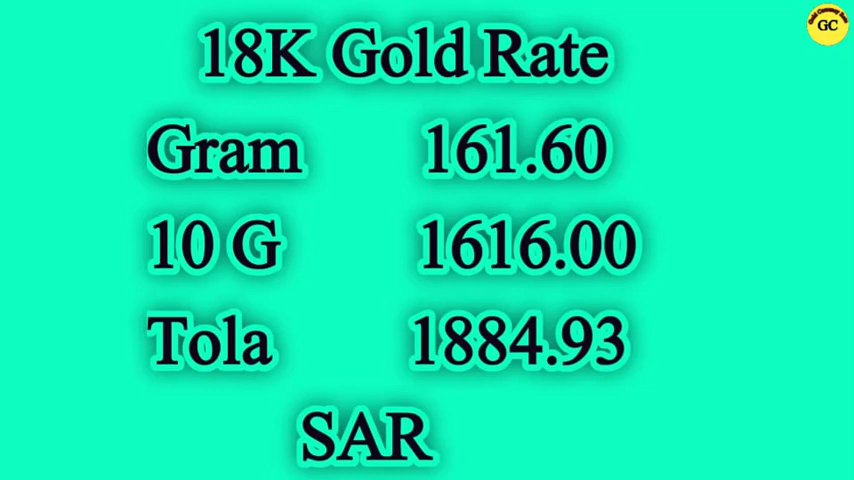 18K Gold Rate
Gram 161.60
10 G 1616.00
Tola 1884.93
SAR
GC